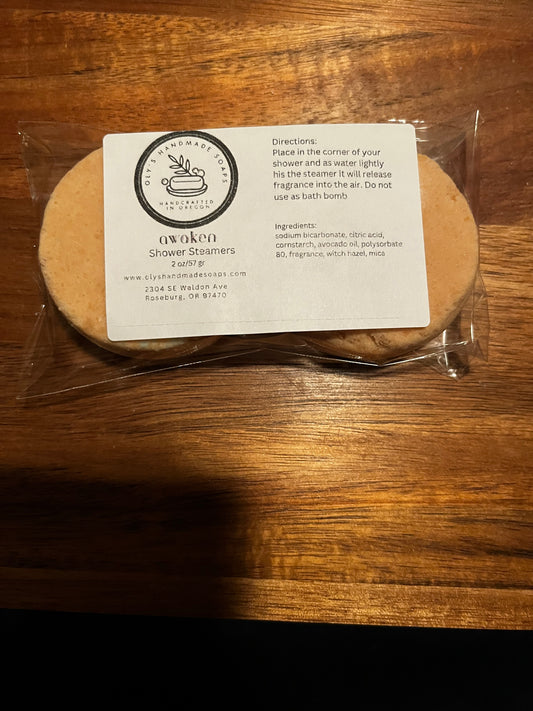 OLY'S HANDMADE SOAPS
HANDCRAFTED
IN OREGON
awaken
Shower Steamers
2 oz/57 gr
www.olyshandmadesoaps.com
2304 SE Waldon Ave
Roseburg, OR 97470
Directions:
Place in the corner of your
shower and as water lightly
his the steamer It will release
fragrance into the air. Do not
use as bath bomb
Ingredients:
sodium bicarbonate, citric acid,
cornstarch, avocado oil, polysorbate
80, fragrance, witch hazel, mica